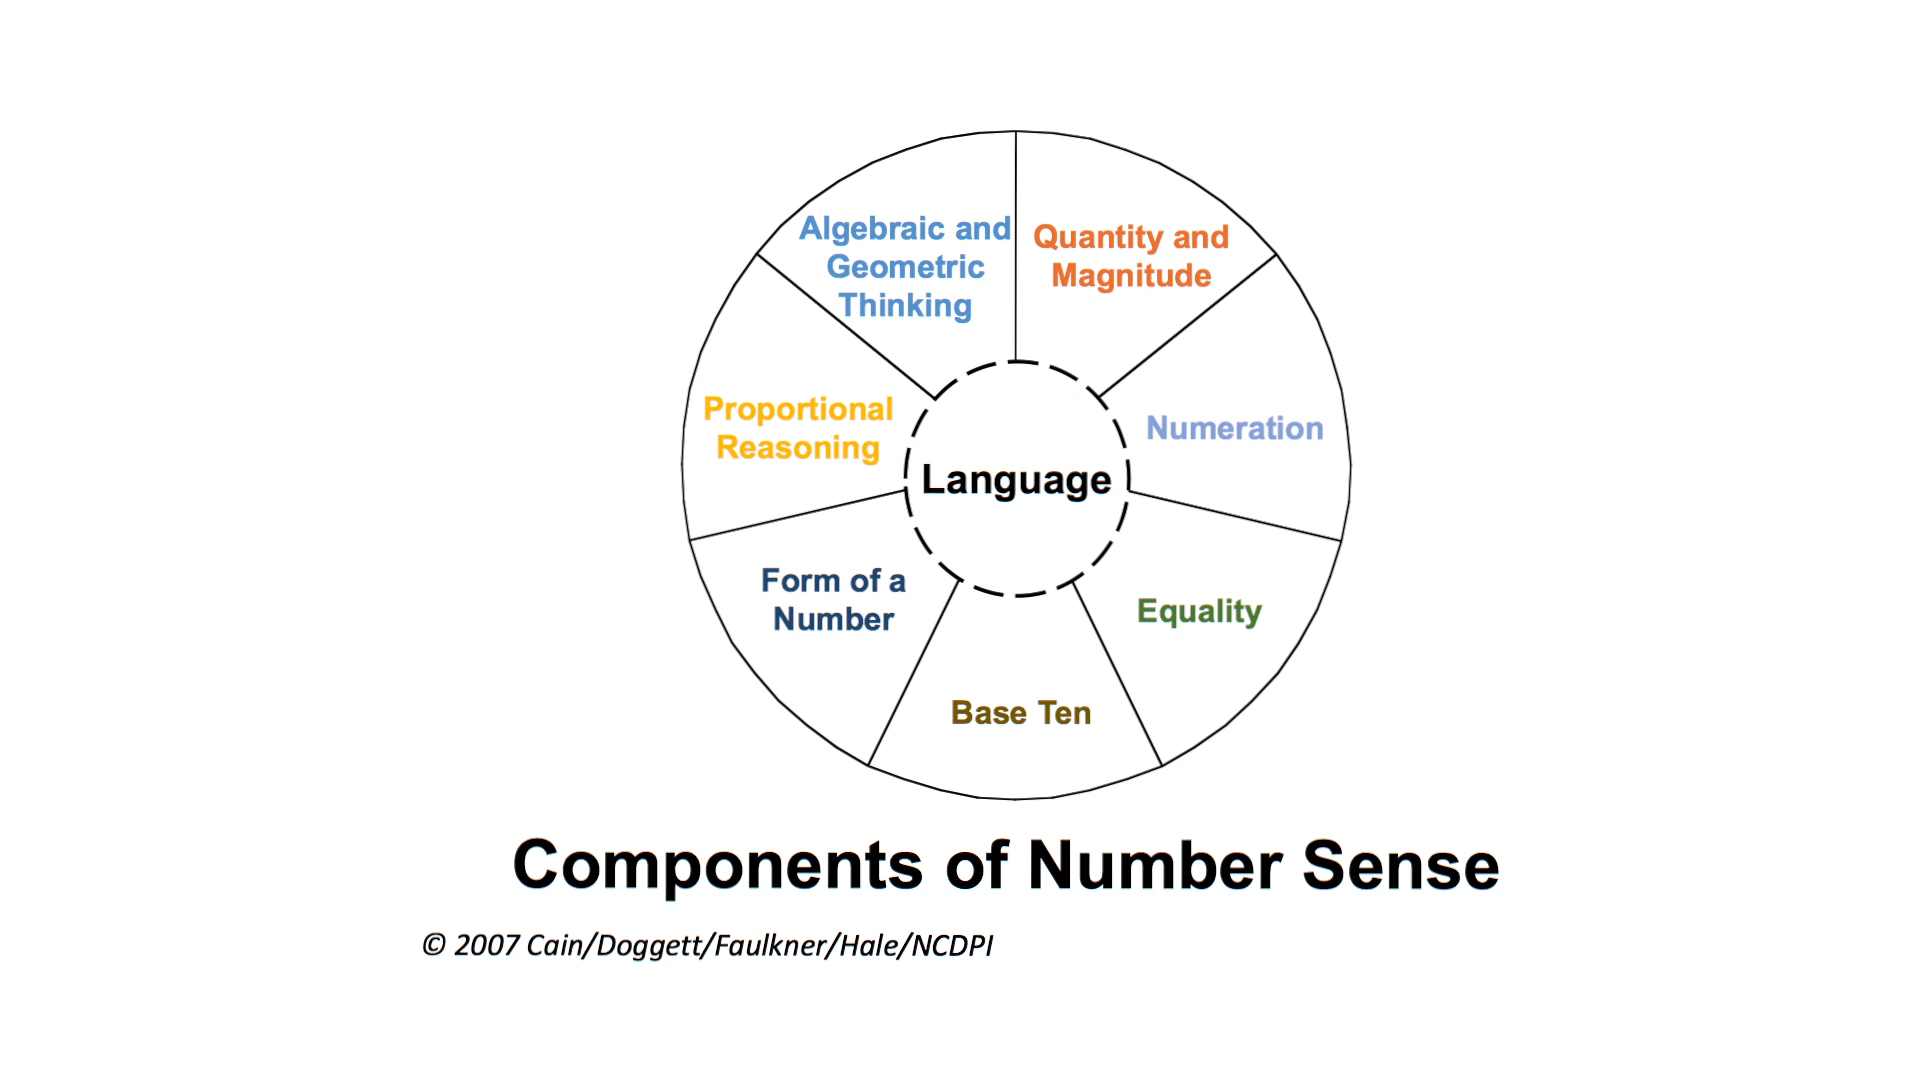 Algebraic and
Geometric
Thinking
Quantity and
Magnitude
Proportional
Reasoning
Numeration
Language
Form of a
Number
Equality
Base Ten
Components of Number Sense
© 2007 Cain/Doggett/Faulkner/Hale/NCDPI